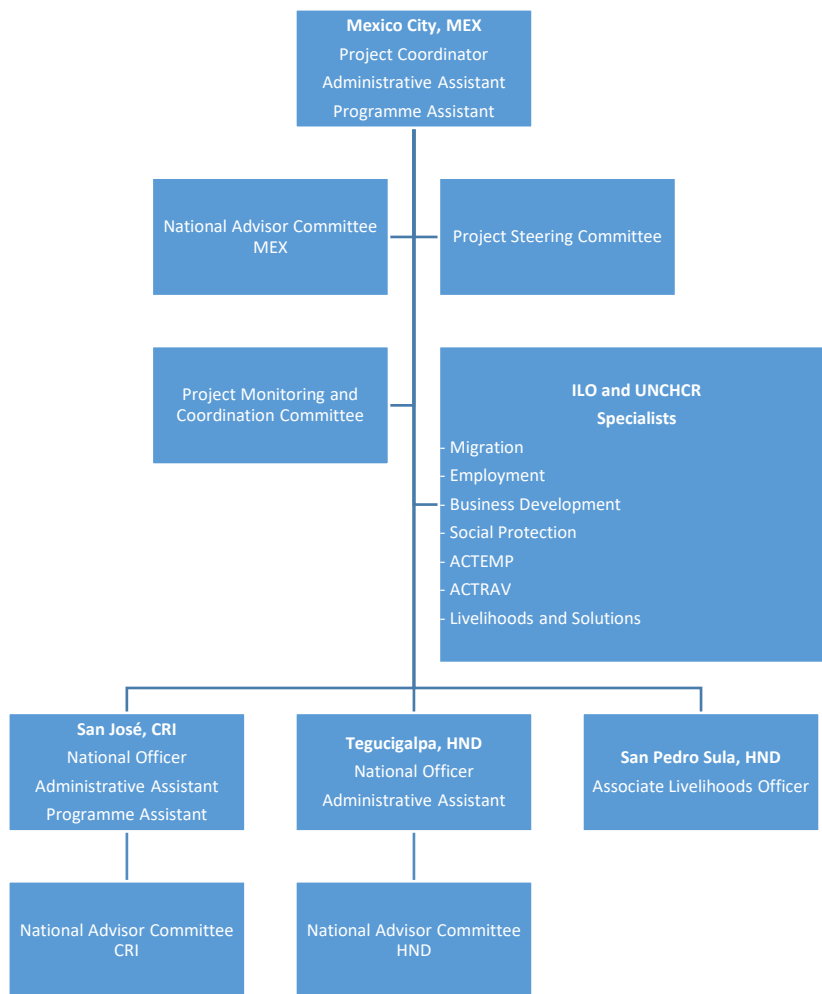 Mexico City, MEX
Project Coordinator
Administrative Assistant
Programme Assistant
National Advisor Committee
MEX
Project Steering Committee
Project Monitoring and
Coordination Committee
ILO and UNCHCR
Specialists
- Migration
- Employment
- Business Development
- Social Protection
- ACTEMP
- ACTRAV
- Livelihoods and Solutions
San José, CRI
National Officer
Administrative Assistant
Programme Assistant
Tegucigalpa, HND
National Officer
Administrative Assistant
San Pedro Sula, HND
Associate Livelihoods Officer
National Advisor Committee
CRI
National Advisor Committee
HND